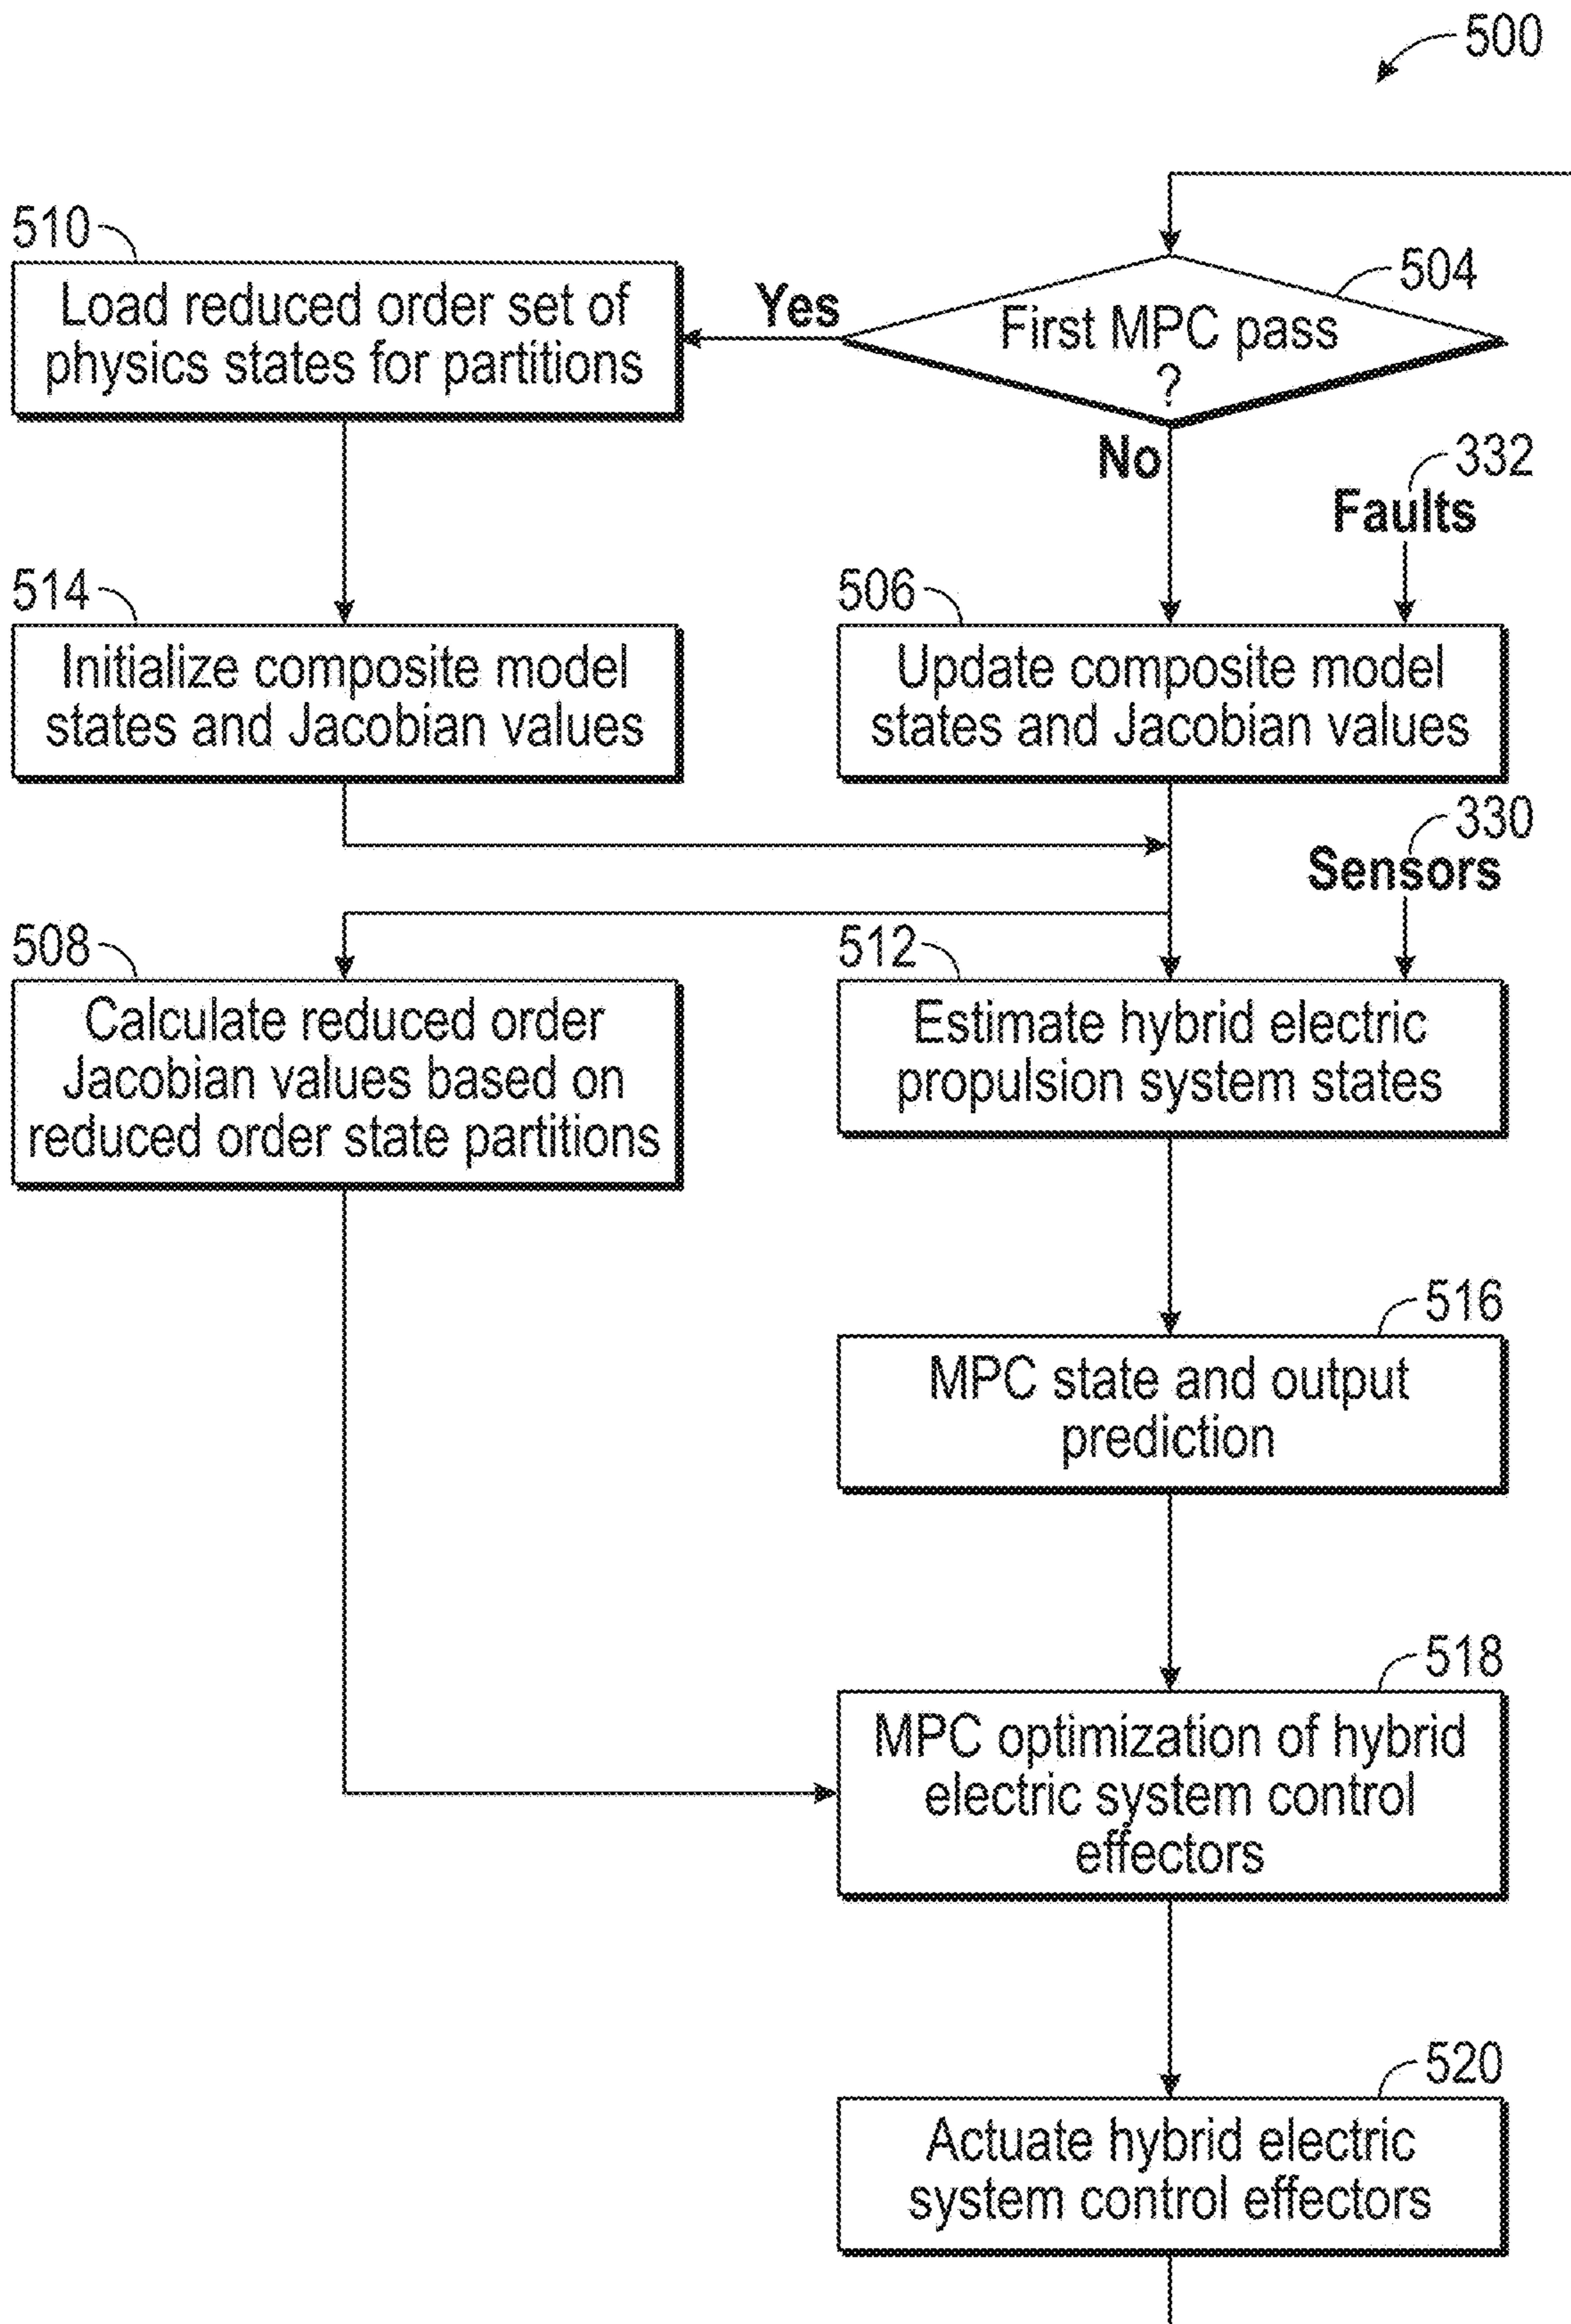 500
510
Load reduced order set of
physics states for partitions
Yes
504
First MPC pass
?
No
332
Faults
514
Initialize composite model
states and Jacobian values
506
Update composite model
states and Jacobian values
330
Sensors
508
Calculate reduced order
Jacobian values based on
reduced order state partitions
512
Estimate hybrid electric
propulsion system states
516
MPC state and output
prediction
518
MPC optimization of hybrid
electric system control
effectors
520
Actuate hybrid electric
system control effectors